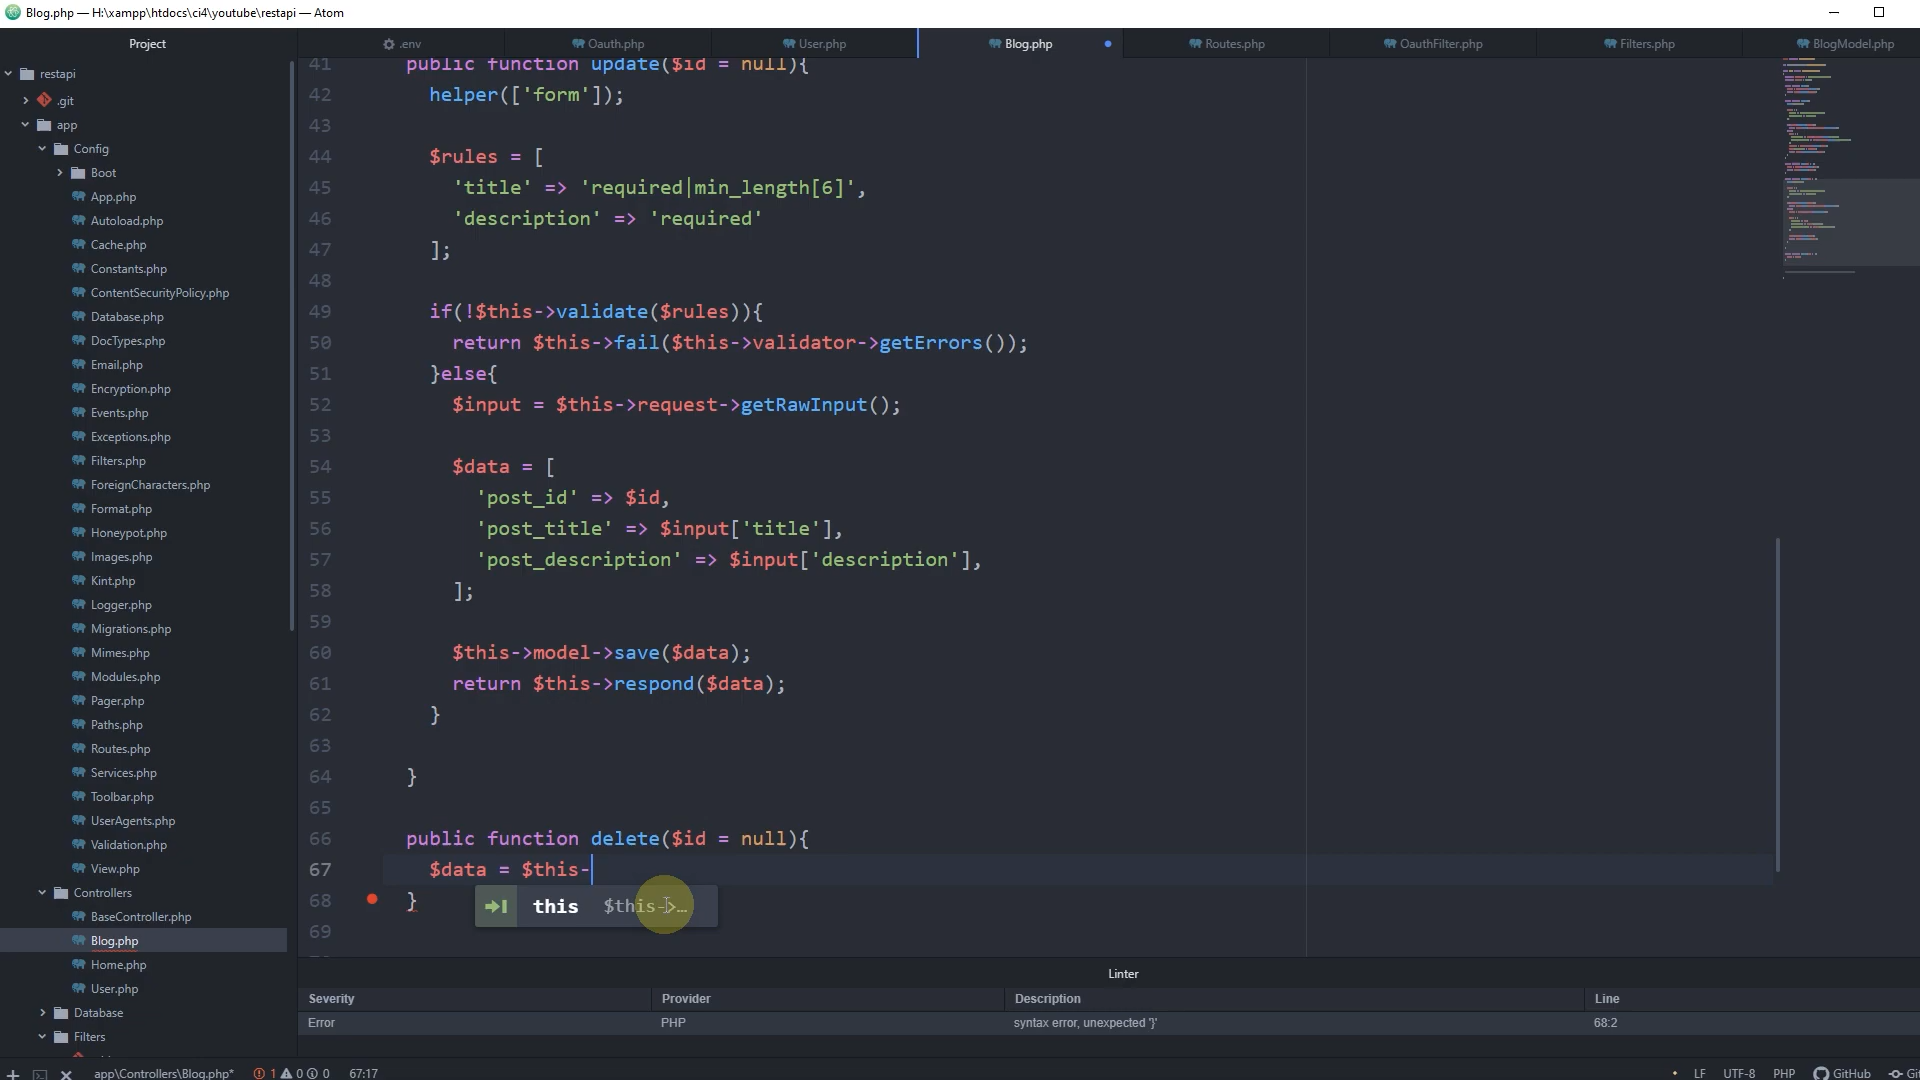 Blog.php — H:\xampp\htdocs\ci4\youtube\restapi — Atom
Project
.env
Oauth.php
User.php
Blog.php
Routes.php
OauthFilter.php
Filters.php
BlogModel.php
restapi
.git
app
Config
Boot
App.php
Autoload.php
Cache.php
Constants.php
ContentSecurityPolicy.php
Database.php
DocTypes.php
Email.php
Encryption.php
Events.php
Exceptions.php
Filters.php
ForeignCharacters.php
Format.php
Honeypot.php
Images.php
Kint.php
Logger.php
Migrations.php
Mimes.php
Modules.php
Pager.php
Paths.php
Routes.php
Services.php
Toolbar.php
UserAgents.php
Validation.php
View.php
Controllers
BaseController.php
Blog.php
Home.php
User.php
Database
Filters
41 public function update($id = null){
42 helper(['form']);
43
44 $rules = [
45 'title' => 'required|min_length[6]',
46 'description' => 'required'
47 ];
48
49 if(!$this->validate($rules)){
50 return $this->fail($this->validator->getErrors());
51 }else{
52 $input = $this->request->getRawInput();
53
54 $data = [
55 'post_id' => $id,
56 'post_title' => $input['title'],
57 'post_description' => $input['description'],
58 ];
59
60 $this->model->save($data);
61 return $this->respond($data);
62 }
63
64 }
65
66 public function delete($id = null){
67 $data = $this-
68 }
69
this $this->…
Linter
Severity Provider Description Line
Error PHP syntax error, unexpected '}' 68:2
app\Controllers\Blog.php* 1 0 0 67:17
LF UTF-8 PHP GitHub Git